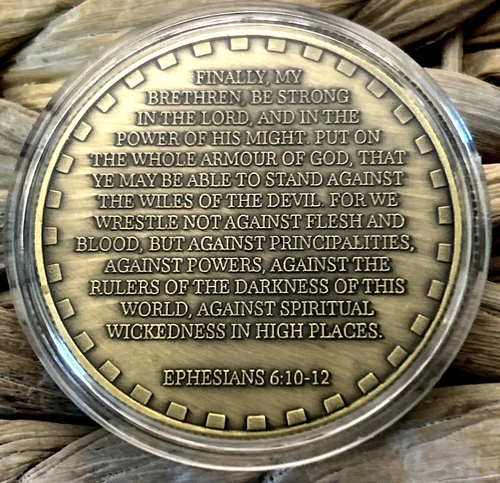 FINALLY, MY
BRETHREN, BE STRONG
IN THE LORD, AND IN THE
POWER OF HIS MIGHT. PUT ON
THE WHOLE ARMOUR OF GOD, THAT
YE MAY BE ABLE TO STAND AGAINST
THE WILES OF THE DEVIL. FOR WE
WRESTLE NOT AGAINST FLESH AND
BLOOD, BUT AGAINST PRINCIPALITIES,
AGAINST POWERS, AGAINST THE
RULERS OF THE DARKNESS OF THIS
WORLD, AGAINST SPIRITUAL
WICKEDNESS IN HIGH PLACES.
EPHESIANS 6:10-12